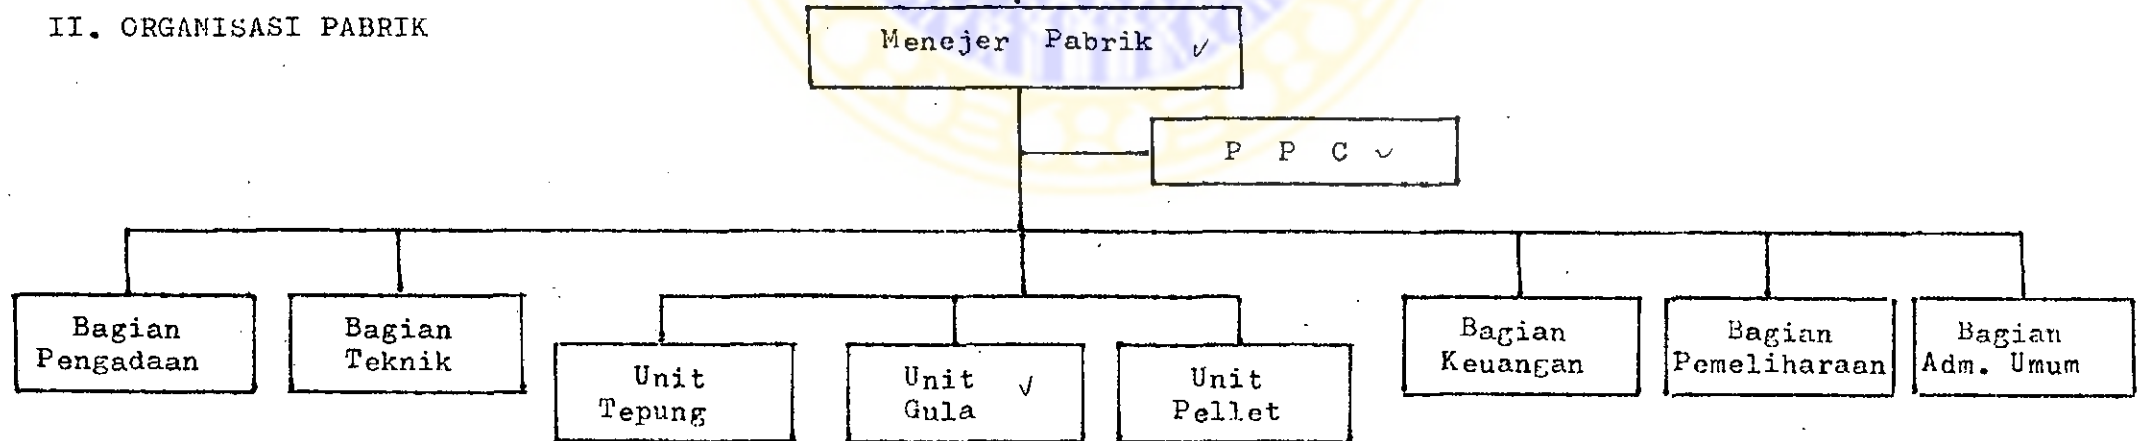 II. ORGANISASI PABRIK
Menejer Pabrik ✓
P P C ✓
Bagian
Pengadaan
Bagian
Teknik
Unit
Tepung
Unit ✓
Gula
Unit
Pellet
Bagian
Keuangan
Bagian
Pemeliharaan
Bagian
Adm. Umum